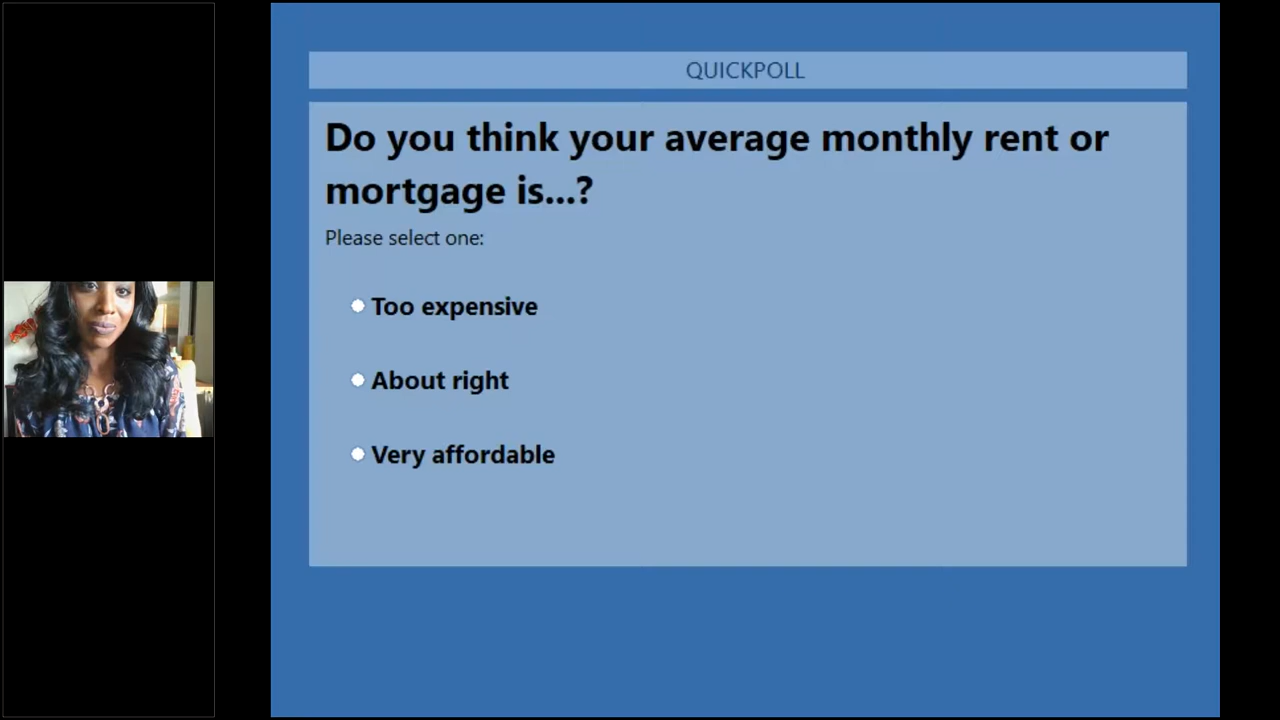 QUICKPOLL
Do you think your average monthly rent or
mortgage is...?
Please select one:
Too expensive
About right
Very affordable